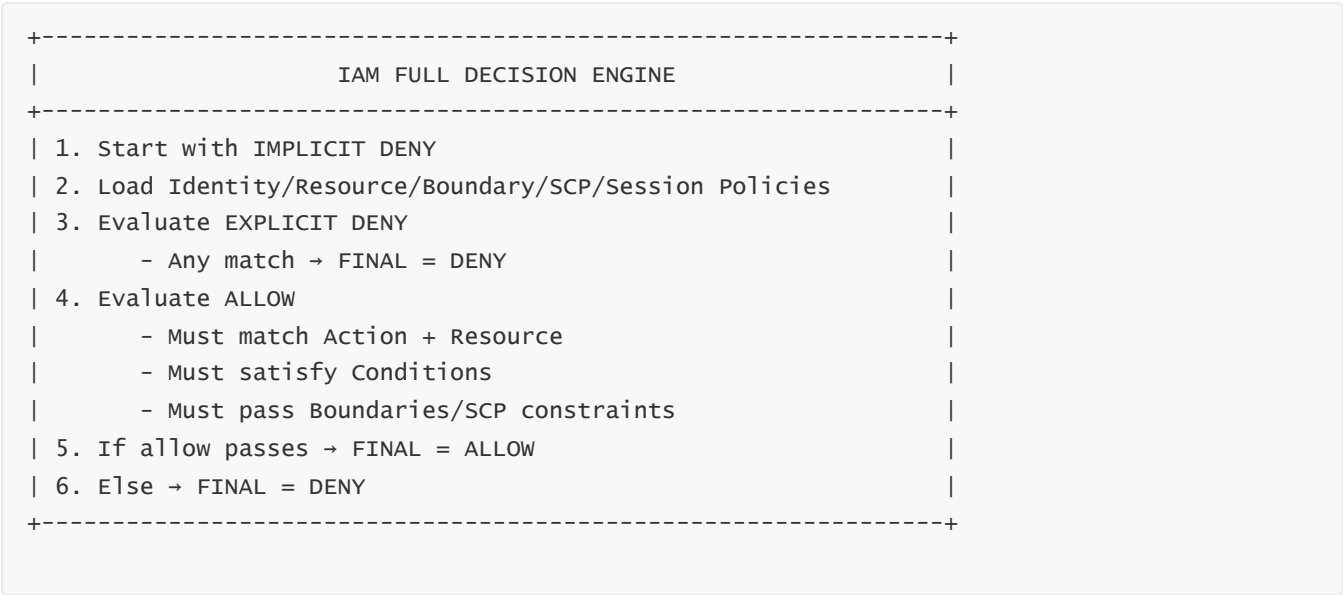 +----------------------------------------------------------------+
|                     IAM FULL DECISION ENGINE                   |
+----------------------------------------------------------------+
| 1. Start with IMPLICIT DENY                                    |
| 2. Load Identity/Resource/Boundary/SCP/Session Policies        |
| 3. Evaluate EXPLICIT DENY                                      |
|       - Any match → FINAL = DENY                               |
| 4. Evaluate ALLOW                                              |
|       - Must match Action + Resource                           |
|       - Must satisfy Conditions                                |
|       - Must pass Boundaries/SCP constraints                   |
| 5. If allow passes → FINAL = ALLOW                             |
| 6. Else → FINAL = DENY                                         |
+----------------------------------------------------------------+